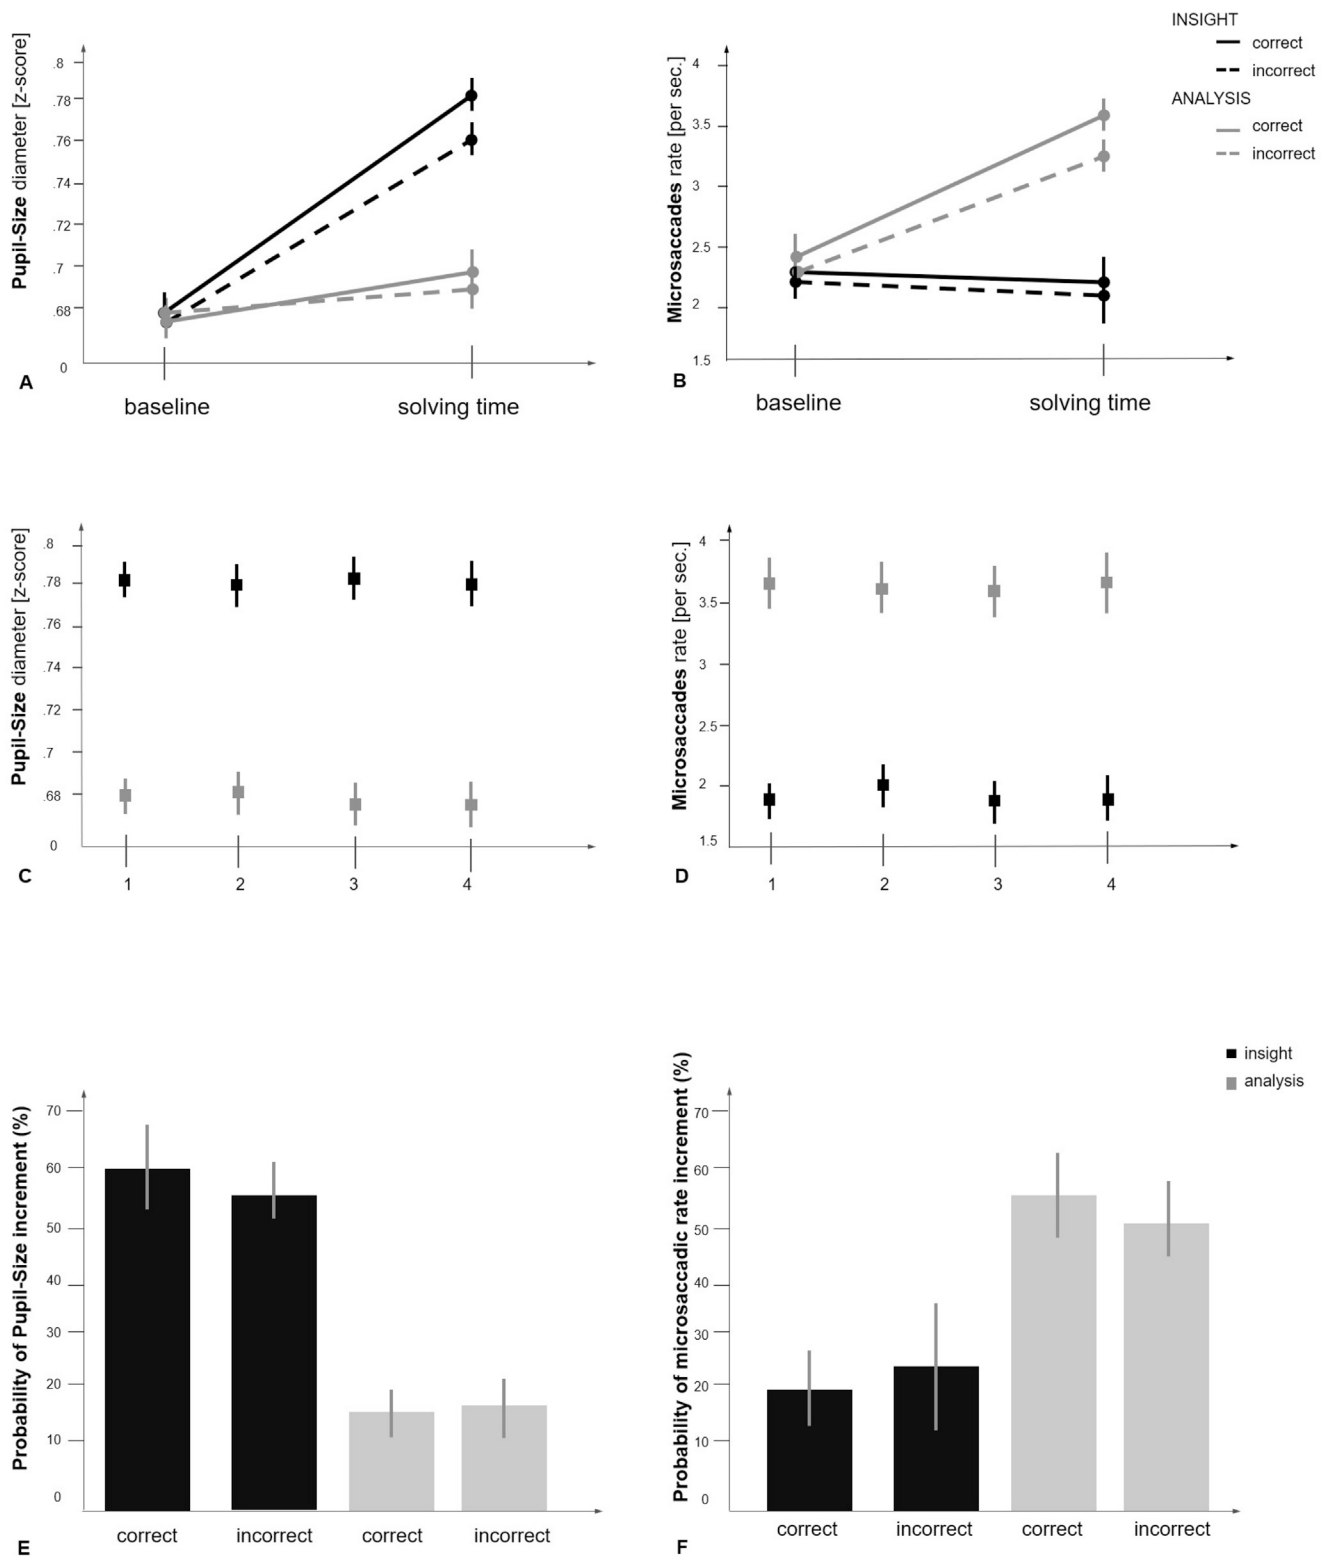 INSIGHT
correct
incorrect
ANALYSIS
correct
incorrect
Pupil-Size diameter [z-score]
.8
.78
.76
.74
.72
.7
.68
0
A
baseline
solving time
Microsaccades rate [per sec.]
4
3.5
3
2.5
2
1.5
B
baseline
solving time
Pupil-Size diameter [z-score]
.8
.78
.76
.74
.72
.7
.68
0
C
1
2
3
4
Microsaccades rate [per sec.]
4
3.5
3
2.5
2
1.5
D
1
2
3
4
insight
analysis
Probability of Pupil-Size increment (%)
70
60
50
40
30
20
10
0
E
correct
incorrect
correct
incorrect
Probability of microsaccadic rate increment (%)
70
60
50
40
30
20
10
0
F
correct
incorrect
correct
incorrect